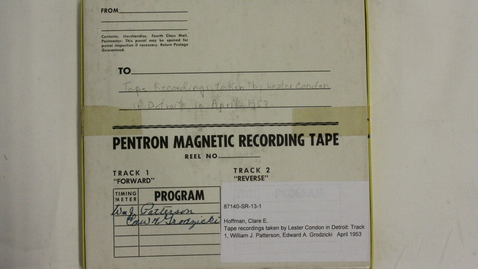 FROM
Contents: Merchandise, Fourth Class Mail.
Postmaster: This parcel may be opened for
postal inspection if necessary. Return Postage
Guaranteed.
TO
Tape Recordings taken by Lester Condon
in Detroit in April 1953
PENTRON MAGNETIC RECORDING TAPE
REEL NO.
TRACK 1
"FORWARD"
TRACK 2
"REVERSE"
TIMING
METER
PROGRAM
Wm J. Patterson
Edw. A. Grodzicki
87140-SR-13-1
Hoffman, Clare E.
Tape recordings taken by Lester Condon in Detroit. Track
1, William J. Patterson, Edward A. Grodzicki April 1953